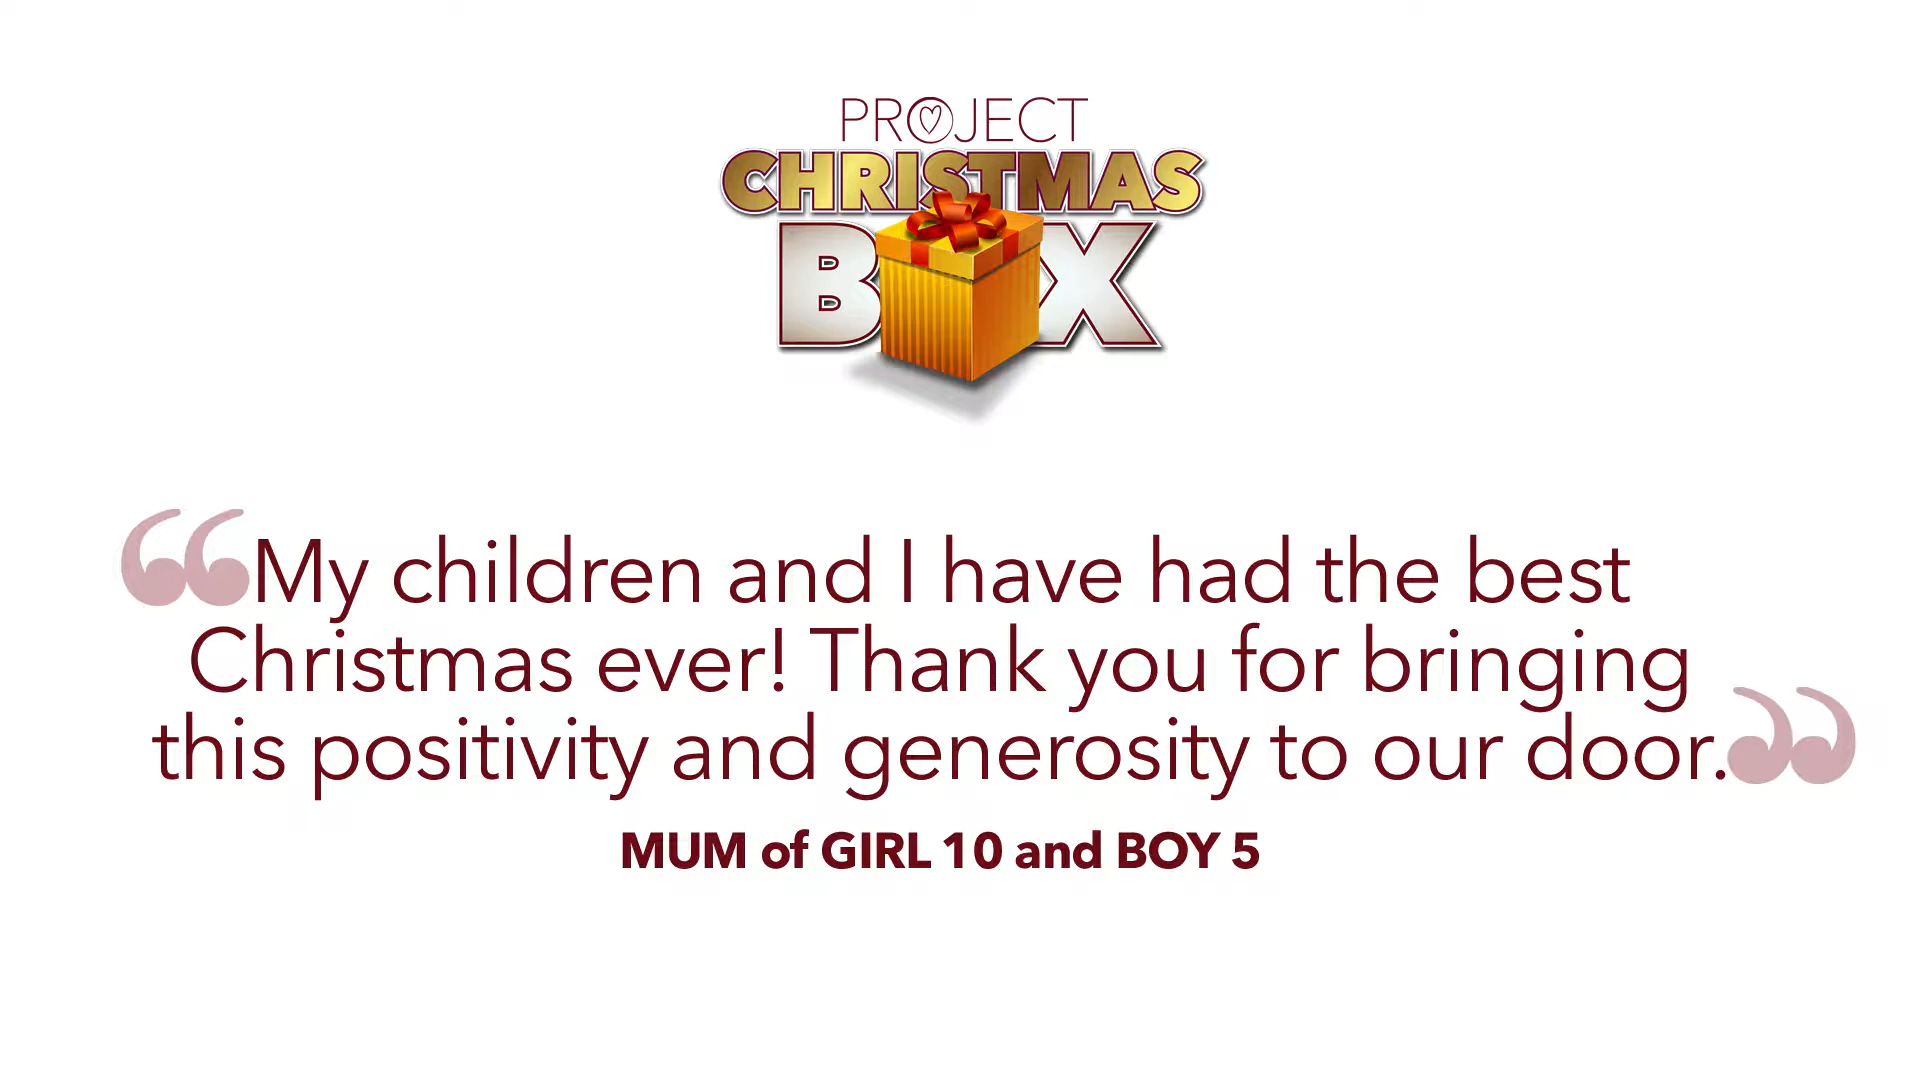 PROJECT
CHRISTMAS
BOX
“My children and I have had the best
Christmas ever! Thank you for bringing
this positivity and generosity to our door.”
MUM of GIRL 10 and BOY 5